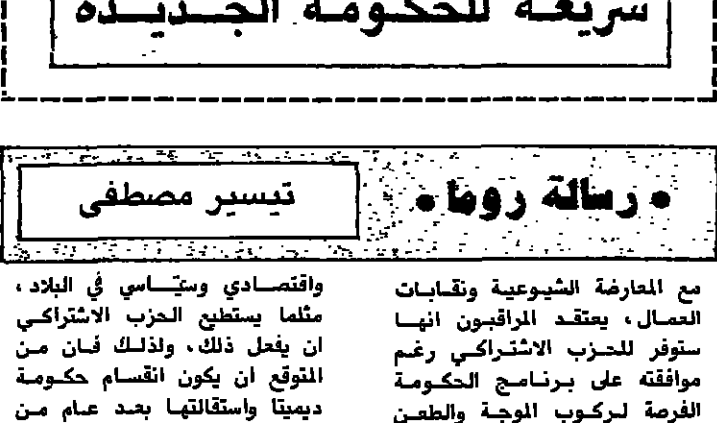 سريعة للحكومة الجديدة
• رسالة روما •
تيسير مصطفى
مع المعارضة الشيوعية ونقابات
العمال، يعتقد المراقبون انها
ستوفر للحزب الاشتراكي رغم
موافقته على برنامج الحكومة
الفرصة لركوب الموجة والطعن
واقتصادي وسياسي في البلاد،
مثلما يستطيع الحزب الاشتراكي
ان يفعل ذلك، ولذلك فان من
المتوقع أن يكون انقسام حكومة
ديميتا واستقالتها بعد عام من